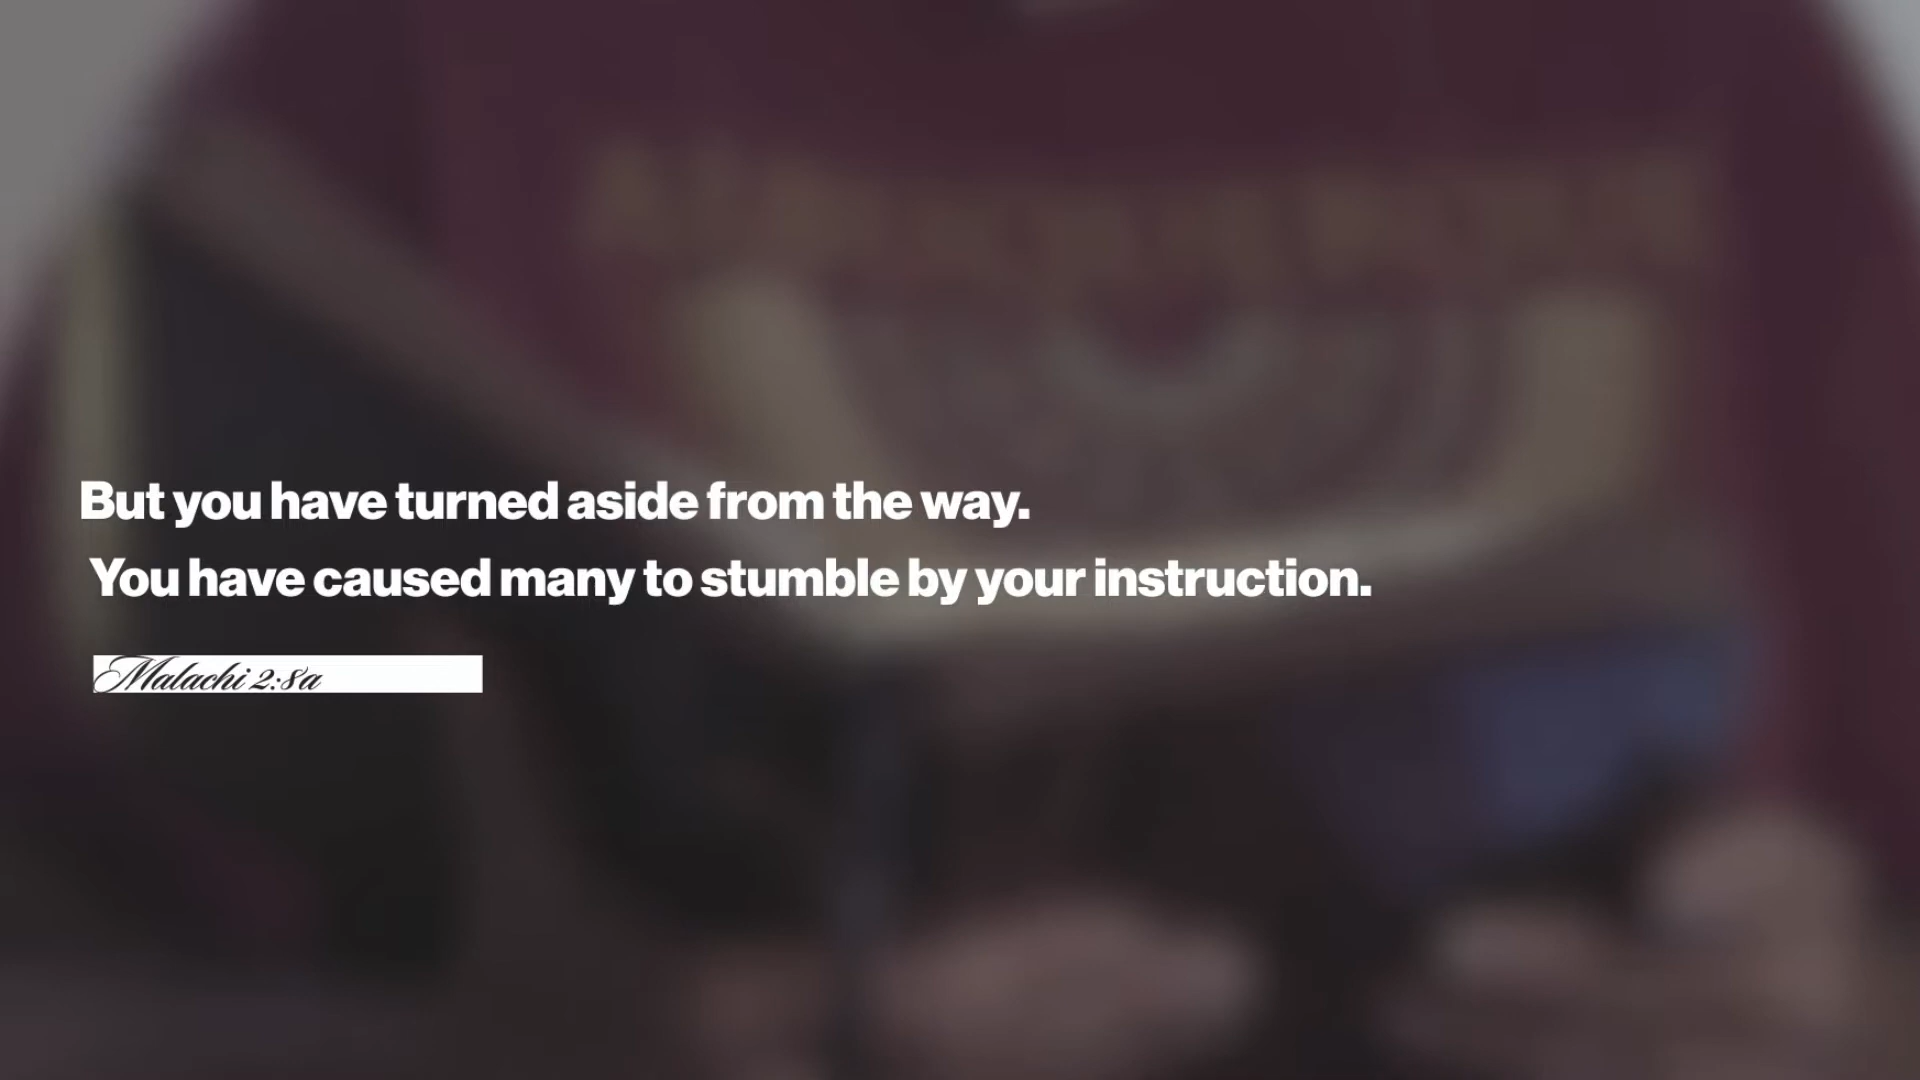 But you have turned aside from the way.
You have caused many to stumble by your instruction.
Malachi 2:8a